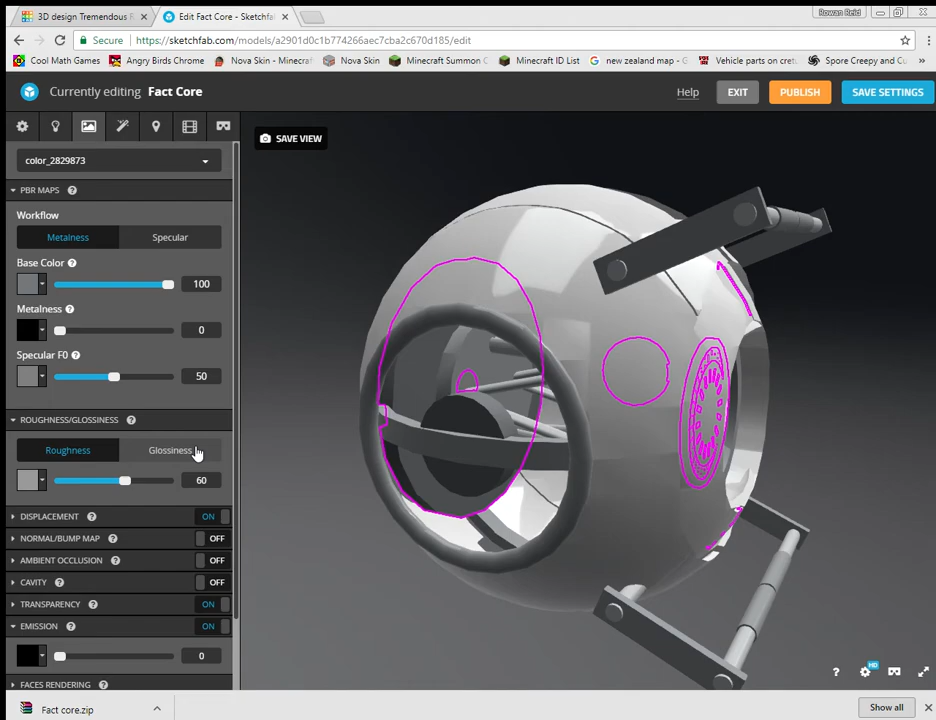 3D design Tremendous
Edit Fact Core - Sketchfa
Rowan Reid
Secure
https://sketchfab.com/models/a2901d0c1b774266aec7cba2c670d185/edit
Cool Math Games
Angry Birds Chrome
Nova Skin - Minecra
Nova Skin
Minecraft Summon C
Minecraft ID List
new zealand map - G
Vehicle parts on cret
Spore Creepy and Cu
»
Currently editing Fact Core
Help
EXIT
PUBLISH
SAVE SETTINGS
SAVE VIEW
color_2829873
PBR MAPS ?
Workflow
Metalness Specular
Base Color ?
100
Metalness ?
0
Specular F0 ?
50
ROUGHNESS/GLOSSINESS ?
Roughness Glossiness
60
DISPLACEMENT ? ON
NORMAL/BUMP MAP ? OFF
AMBIENT OCCLUSION ? OFF
CAVITY ? OFF
TRANSPARENCY ? ON
EMISSION ? ON
0
FACES RENDERING ?
? HD
Fact core.zip
Show all